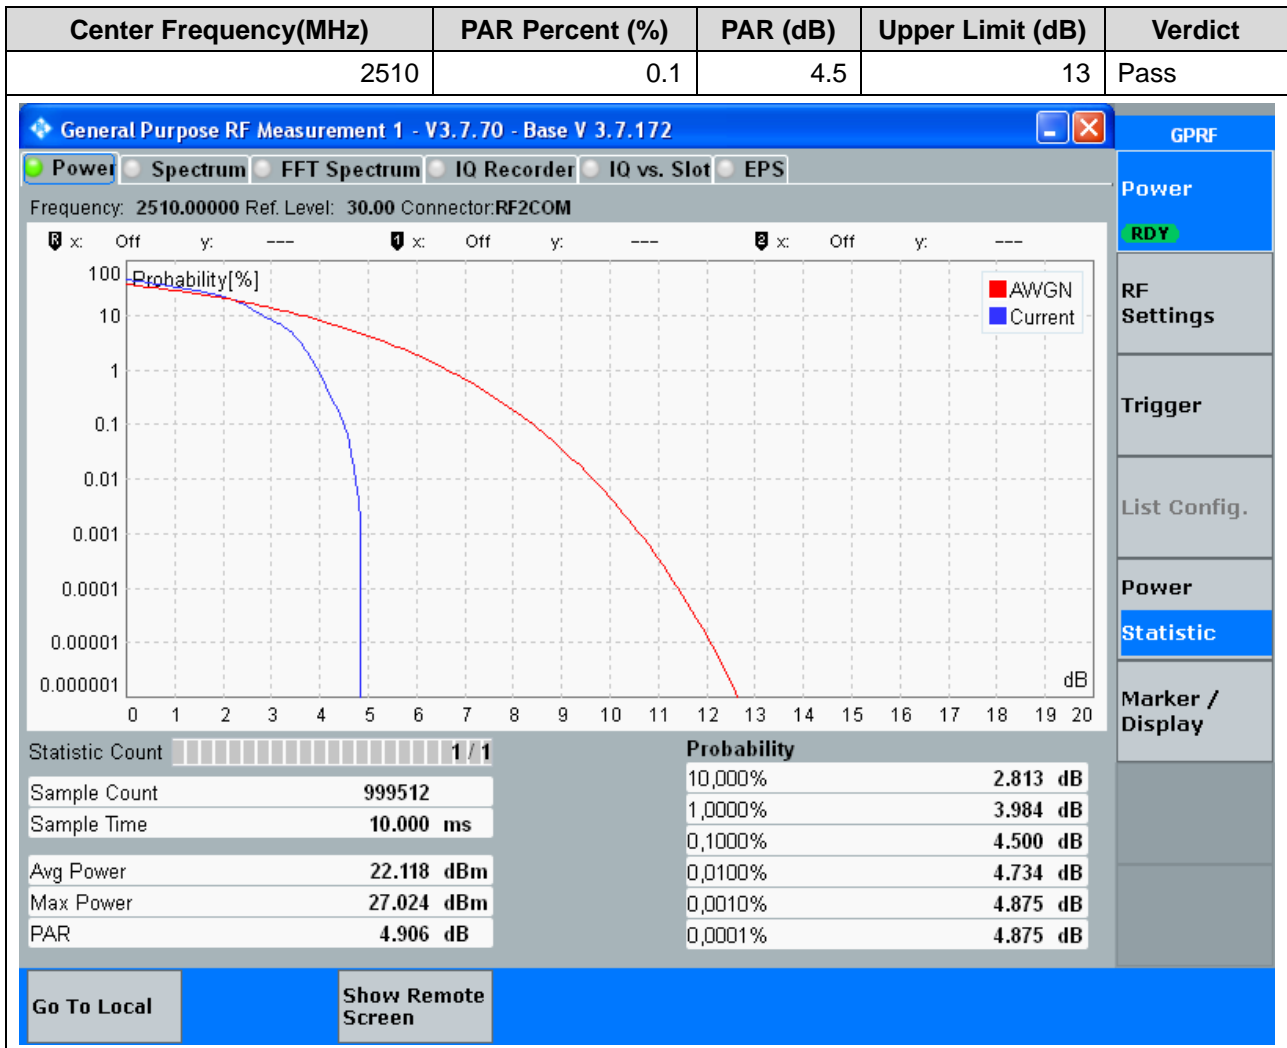 Center Frequency(MHz) PAR Percent (%) PAR (dB) Upper Limit (dB) Verdict
2510 0.1 4.5 13 Pass
General Purpose RF Measurement 1 - V3.7.70 - Base V 3.7.172
GPRF
Power Spectrum FFT Spectrum IQ Recorder IQ vs. Slot EPS
Frequency: 2510.00000 Ref. Level: 30.00 Connector:RF2COM
R x: Off y: --- 1 x: Off y: --- 2 x: Off y: ---
Probability[%]
AWGN
Current
100
10
1
0.1
0.01
0.001
0.0001
0.00001
0.000001
dB
0 1 2 3 4 5 6 7 8 9 10 11 12 13 14 15 16 17 18 19 20
Statistic Count 1 / 1
Sample Count 999512
Sample Time 10.000 ms
Avg Power 22.118 dBm
Max Power 27.024 dBm
PAR 4.906 dB
Probability
10,000% 2.813 dB
1,0000% 3.984 dB
0,1000% 4.500 dB
0,0100% 4.734 dB
0,0010% 4.875 dB
0,0001% 4.875 dB
Power
RDY
RF
Settings
Trigger
List Config.
Power
Statistic
Marker /
Display
Go To Local
Show Remote
Screen